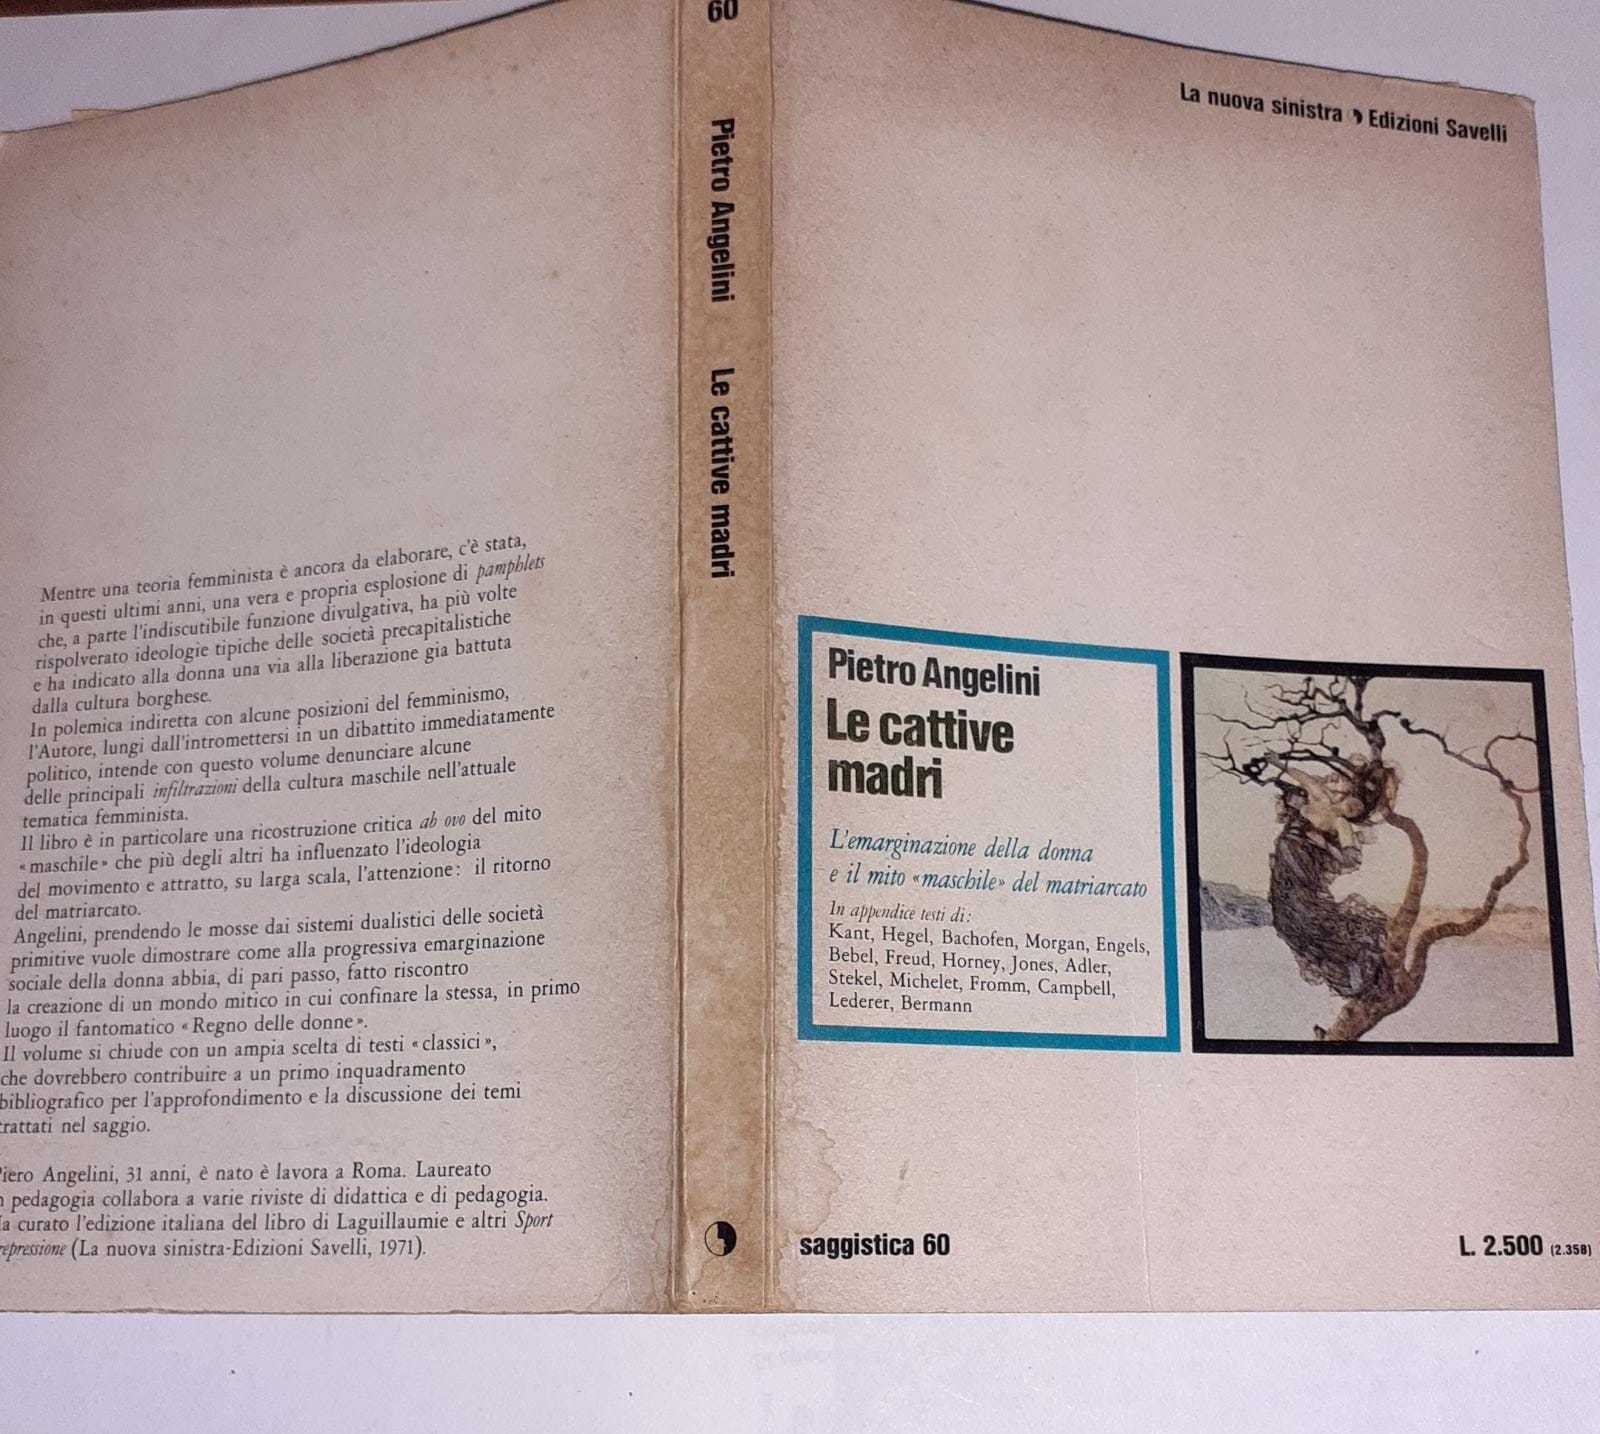 Mentre una teoria femminista è ancora da elaborare, c'è stata,
in questi ultimi anni, una vera e propria esplosione di pamphlets
che, a parte l'indiscutibile funzione divulgativa, ha più volte
rispolverato ideologie tipiche delle società precapitalistiche
e ha indicato alla donna una via alla liberazione gia battuta
dalla cultura borghese.
In polemica indiretta con alcune posizioni del femminismo,
l'Autore, lungi dall'intromettersi in un dibattito immediatamente
politico, intende con questo volume denunciare alcune
delle principali infiltrazioni della cultura maschile nell'attuale
tematica femminista.
Il libro è in particolare una ricostruzione critica ab ovo del mito
«maschile» che più degli altri ha influenzato l'ideologia
del movimento e attratto, su larga scala, l'attenzione: il ritorno
del matriarcato.
Angelini, prendendo le mosse dai sistemi dualistici delle società
primitive vuole dimostrare come alla progressiva emarginazione
sociale della donna abbia, di pari passo, fatto riscontro
la creazione di un mondo mitico in cui confinare la stessa, in primo
luogo il fantomatico «Regno delle donne».
Il volume si chiude con un ampia scelta di testi «classici»,
che dovrebbero contribuire a un primo inquadramento
bibliografico per l'approfondimento e la discussione dei temi
trattati nel saggio.
Piero Angelini, 31 anni, è nato è lavora a Roma. Laureato
n pedagogia collabora a varie riviste di didattica e di pedagogia.
Ha curato l'edizione italiana del libro di Laguillaumie e altri Sport
repressione (La nuova sinistra-Edizioni Savelli, 1971).
60
Pietro Angelini Le cattive madri
La nuova sinistra Edizioni Savelli
Pietro Angelini
Le cattive
madri
L'emarginazione della donna
e il mito «maschile» del matriarcato
In appendice testi di:
Kant, Hegel, Bachofen, Morgan, Engels,
Bebel, Freud, Horney, Jones, Adler,
Stekel, Michelet, Fromm, Campbell,
Lederer, Bermann
saggistica 60
L. 2.500 (2.358)